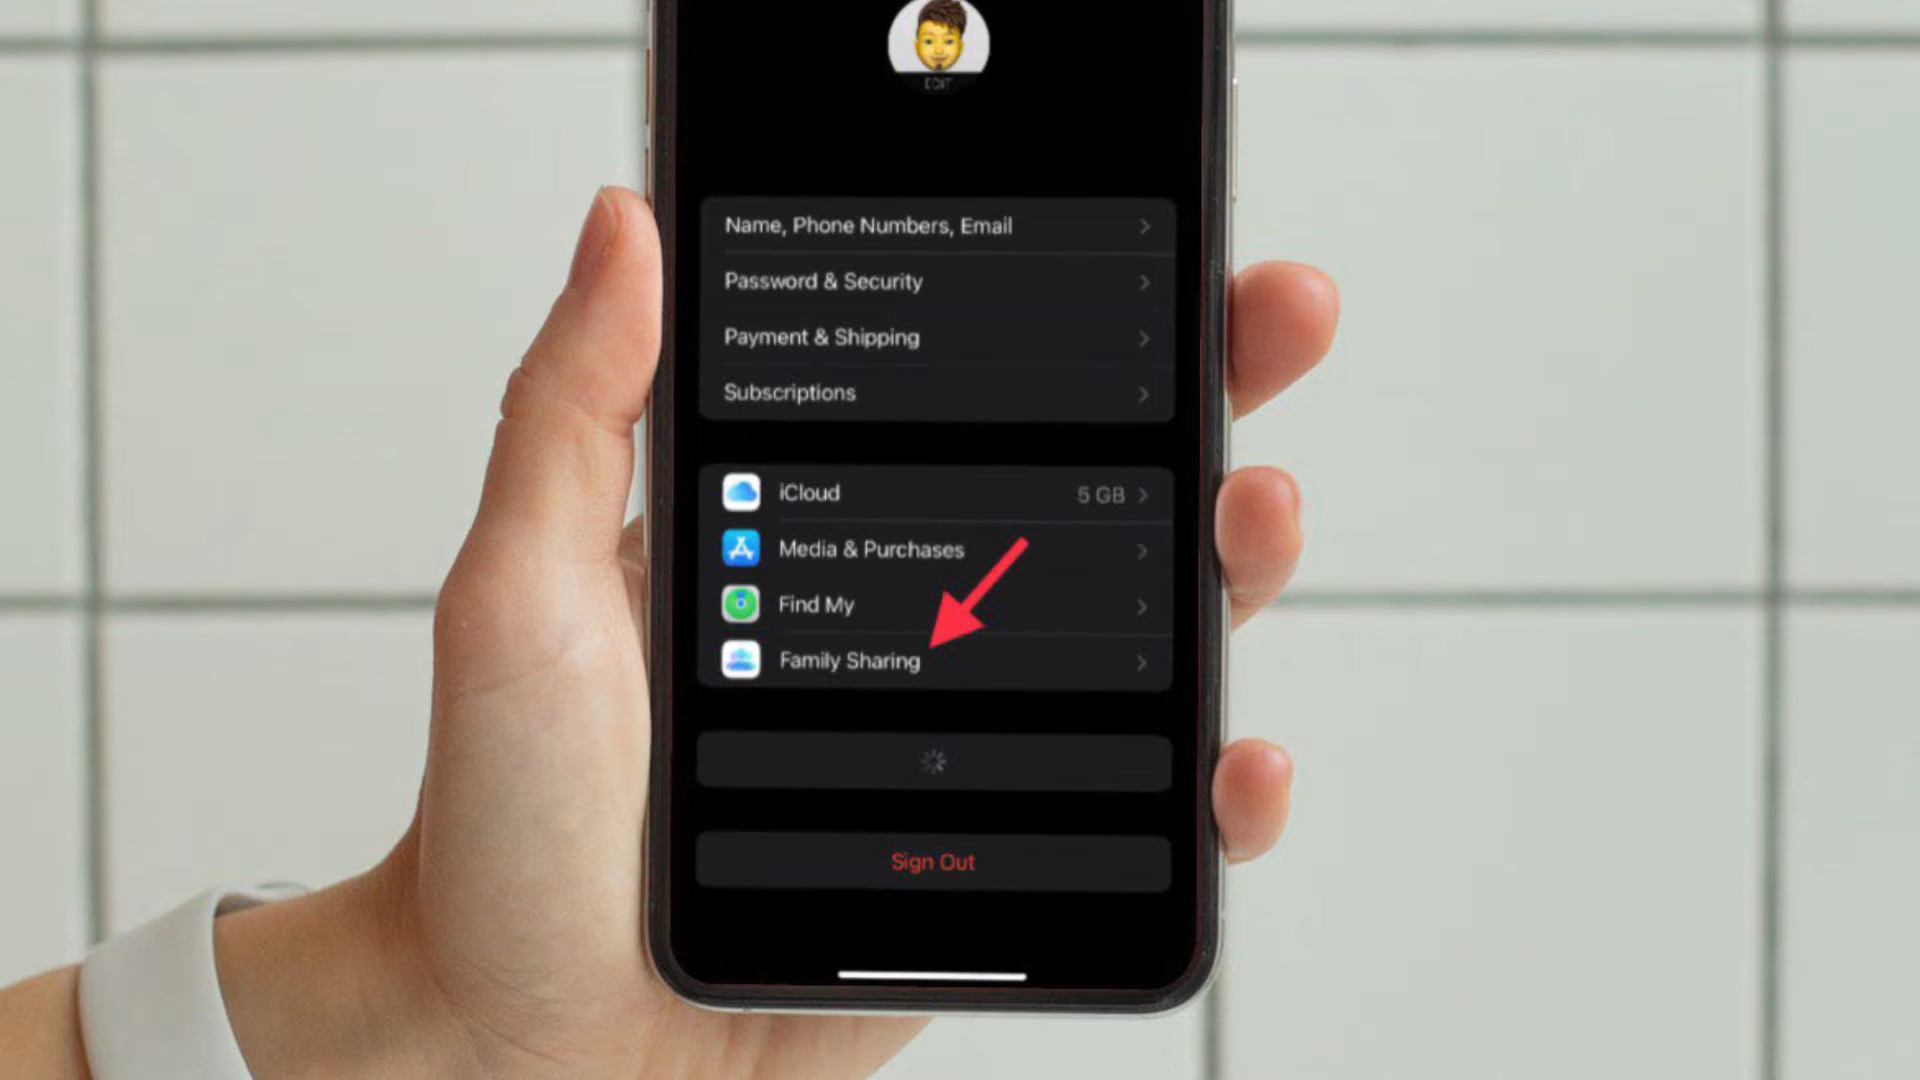 EDIT
Name, Phone Numbers, Email
Password & Security
Payment & Shipping
Subscriptions
iCloud 5 GB
Media & Purchases
Find My
Family Sharing
Sign Out